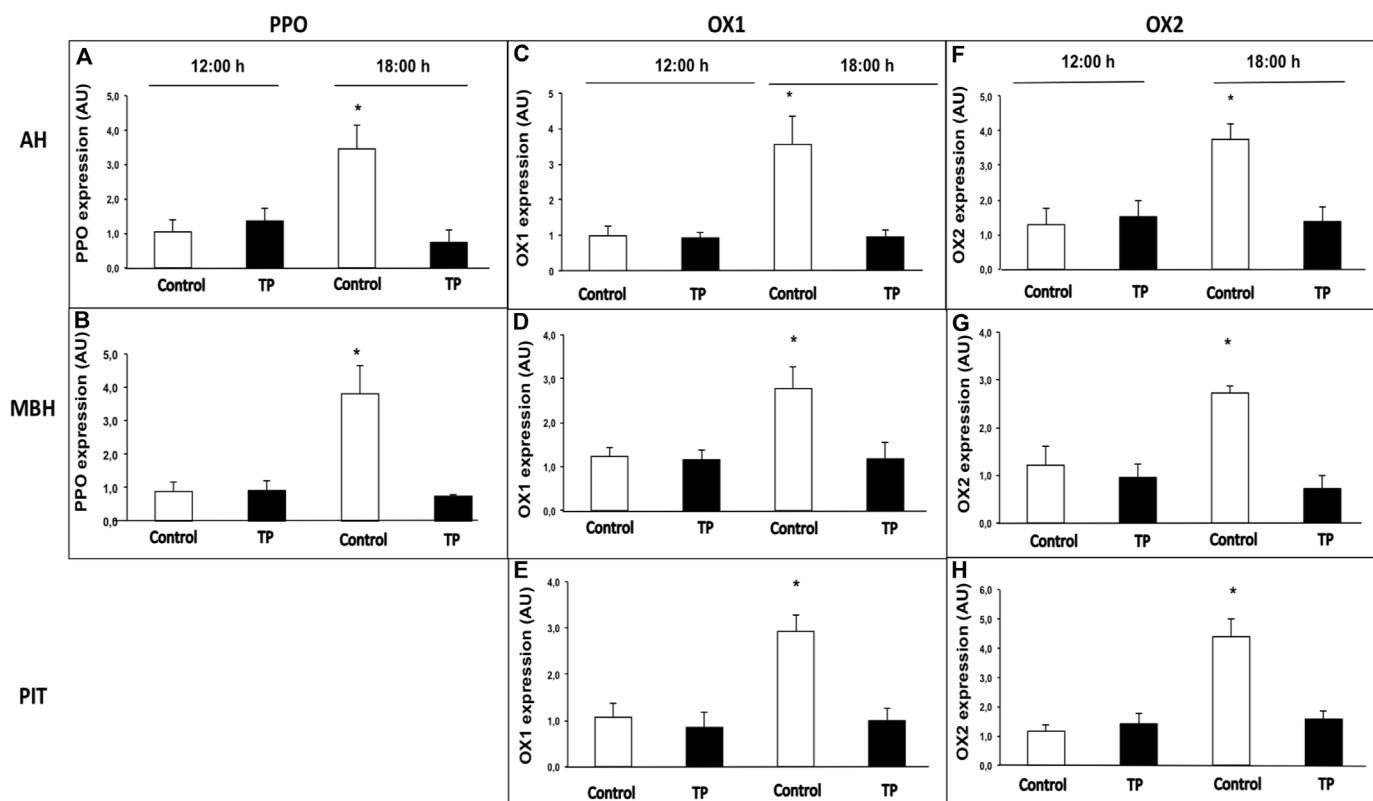 PPO OX1 OX2
AH
A
12:00 h 18:00 h
PPO expression (AU)
5,0
4,0
3,0
2,0
1,0
0,0
*
Control TP Control TP
C
12:00 h 18:00 h
OX1 expression (AU)
5
4
3
2
1
0
*
Control TP Control TP
F
12:00 h 18:00 h
OX2 expression (AU)
5,0
4,0
3,0
2,0
1,0
0,0
*
Control TP Control TP
MBH
B
PPO expression (AU)
5,0
4,0
3,0
2,0
1,0
0,0
*
Control TP Control TP
D
OX1 expression (AU)
4,0
3,0
2,0
1,0
0,0
*
Control TP Control TP
G
OX2 expression (AU)
4,0
3,0
2,0
1,0
0,0
*
Control TP Control TP
PIT
E
OX1 expression (AU)
4,0
3,0
2,0
1,0
0,0
*
Control TP Control TP
H
OX2 expression (AU)
6,0
5,0
4,0
3,0
2,0
1,0
0,0
*
Control TP Control TP